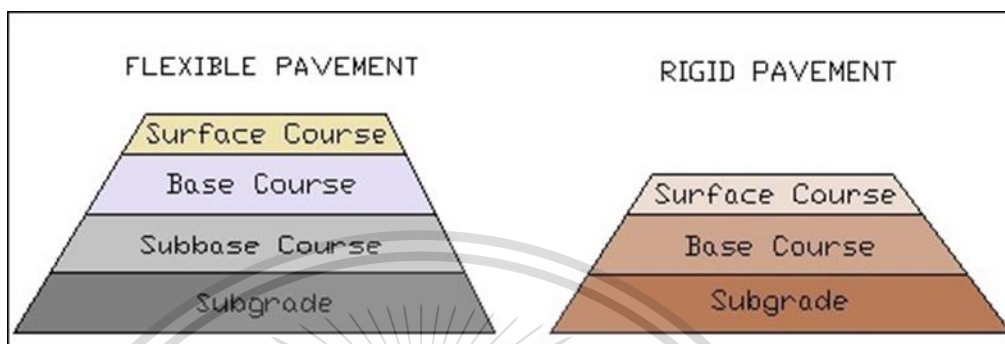 FLEXIBLE PAVEMENT
Surface Course
Base Course
Subbase Course
Subgrade
RIGID PAVEMENT
Surface Course
Base Course
Subgrade